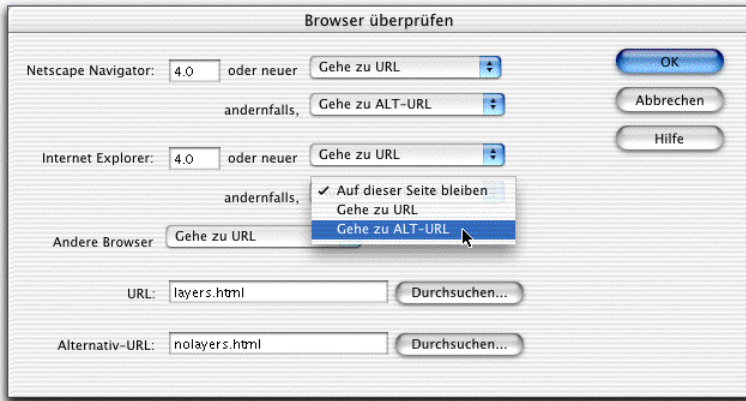 Browser überprüfen
Netscape Navigator: 4.0 oder neuer Gehe zu URL OK
andernfalls, Gehe zu ALT-URL Abbrechen
Hilfe
Internet Explorer: 4.0 oder neuer Gehe zu URL
andernfalls, ✓ Auf dieser Seite bleiben
Gehe zu URL
Gehe zu ALT-URL
Andere Browser Gehe zu URL
URL: layers.html Durchsuchen...
Alternativ-URL: nolayers.html Durchsuchen...